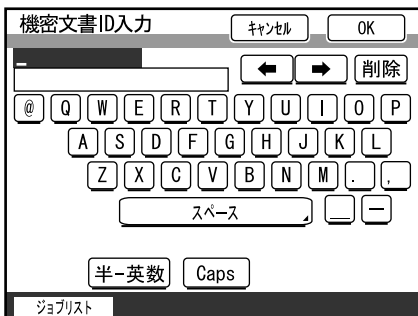 機密文書ID入力 ｷｬﾝｾﾙ OK
_
← → 削除
@ Q W E R T Y U I O P
A S D F G H J K L
Z X C V B N M . ,
ｽﾍﾟｰｽ _ －
半-英数 Caps
ｼﾞｮﾌﾞﾘｽﾄ